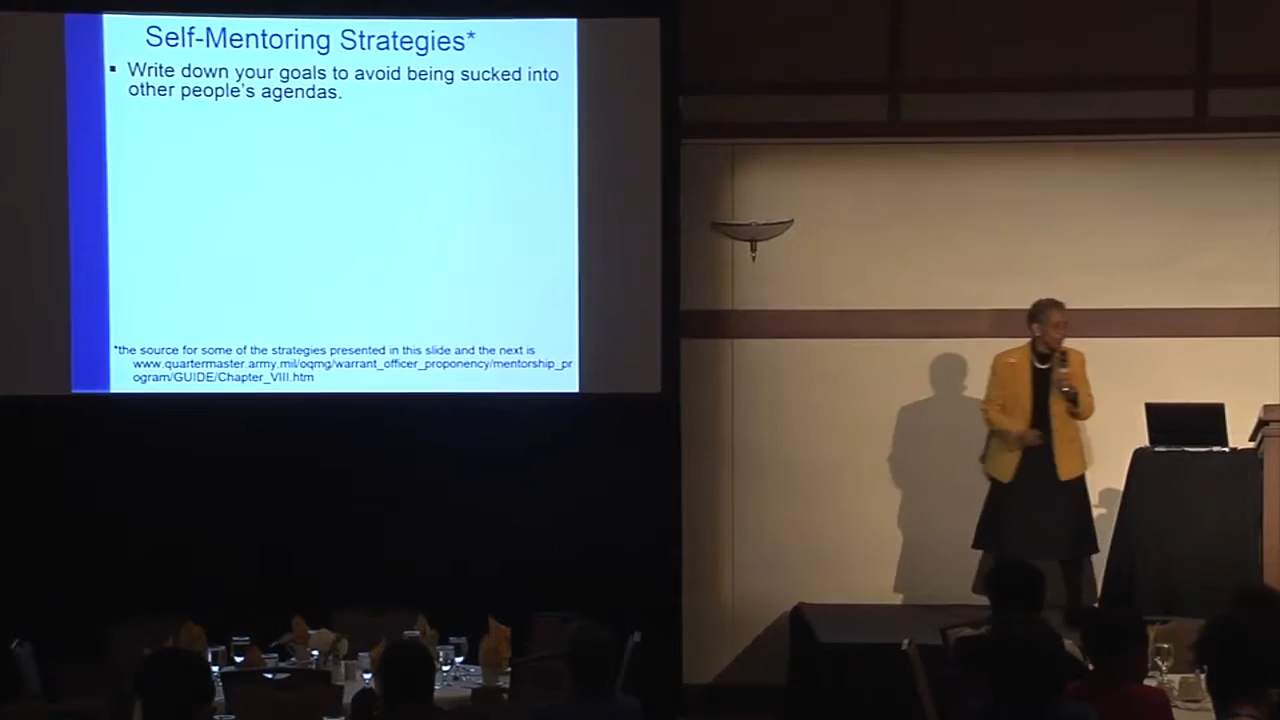 Self-Mentoring Strategies*
▪ Write down your goals to avoid being sucked into
other people's agendas.
*the source for some of the strategies presented in this slide and the next is
www.quartermaster.army.mil/oqmg/warrant_officer_proponency/mentorship_pr
ogram/GUIDE/Chapter_VIII.htm